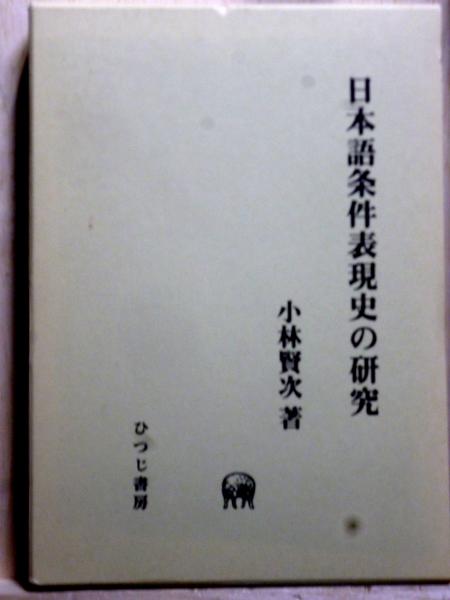 日本語条件表現史の研究
小林賢次 著
ひつじ書房